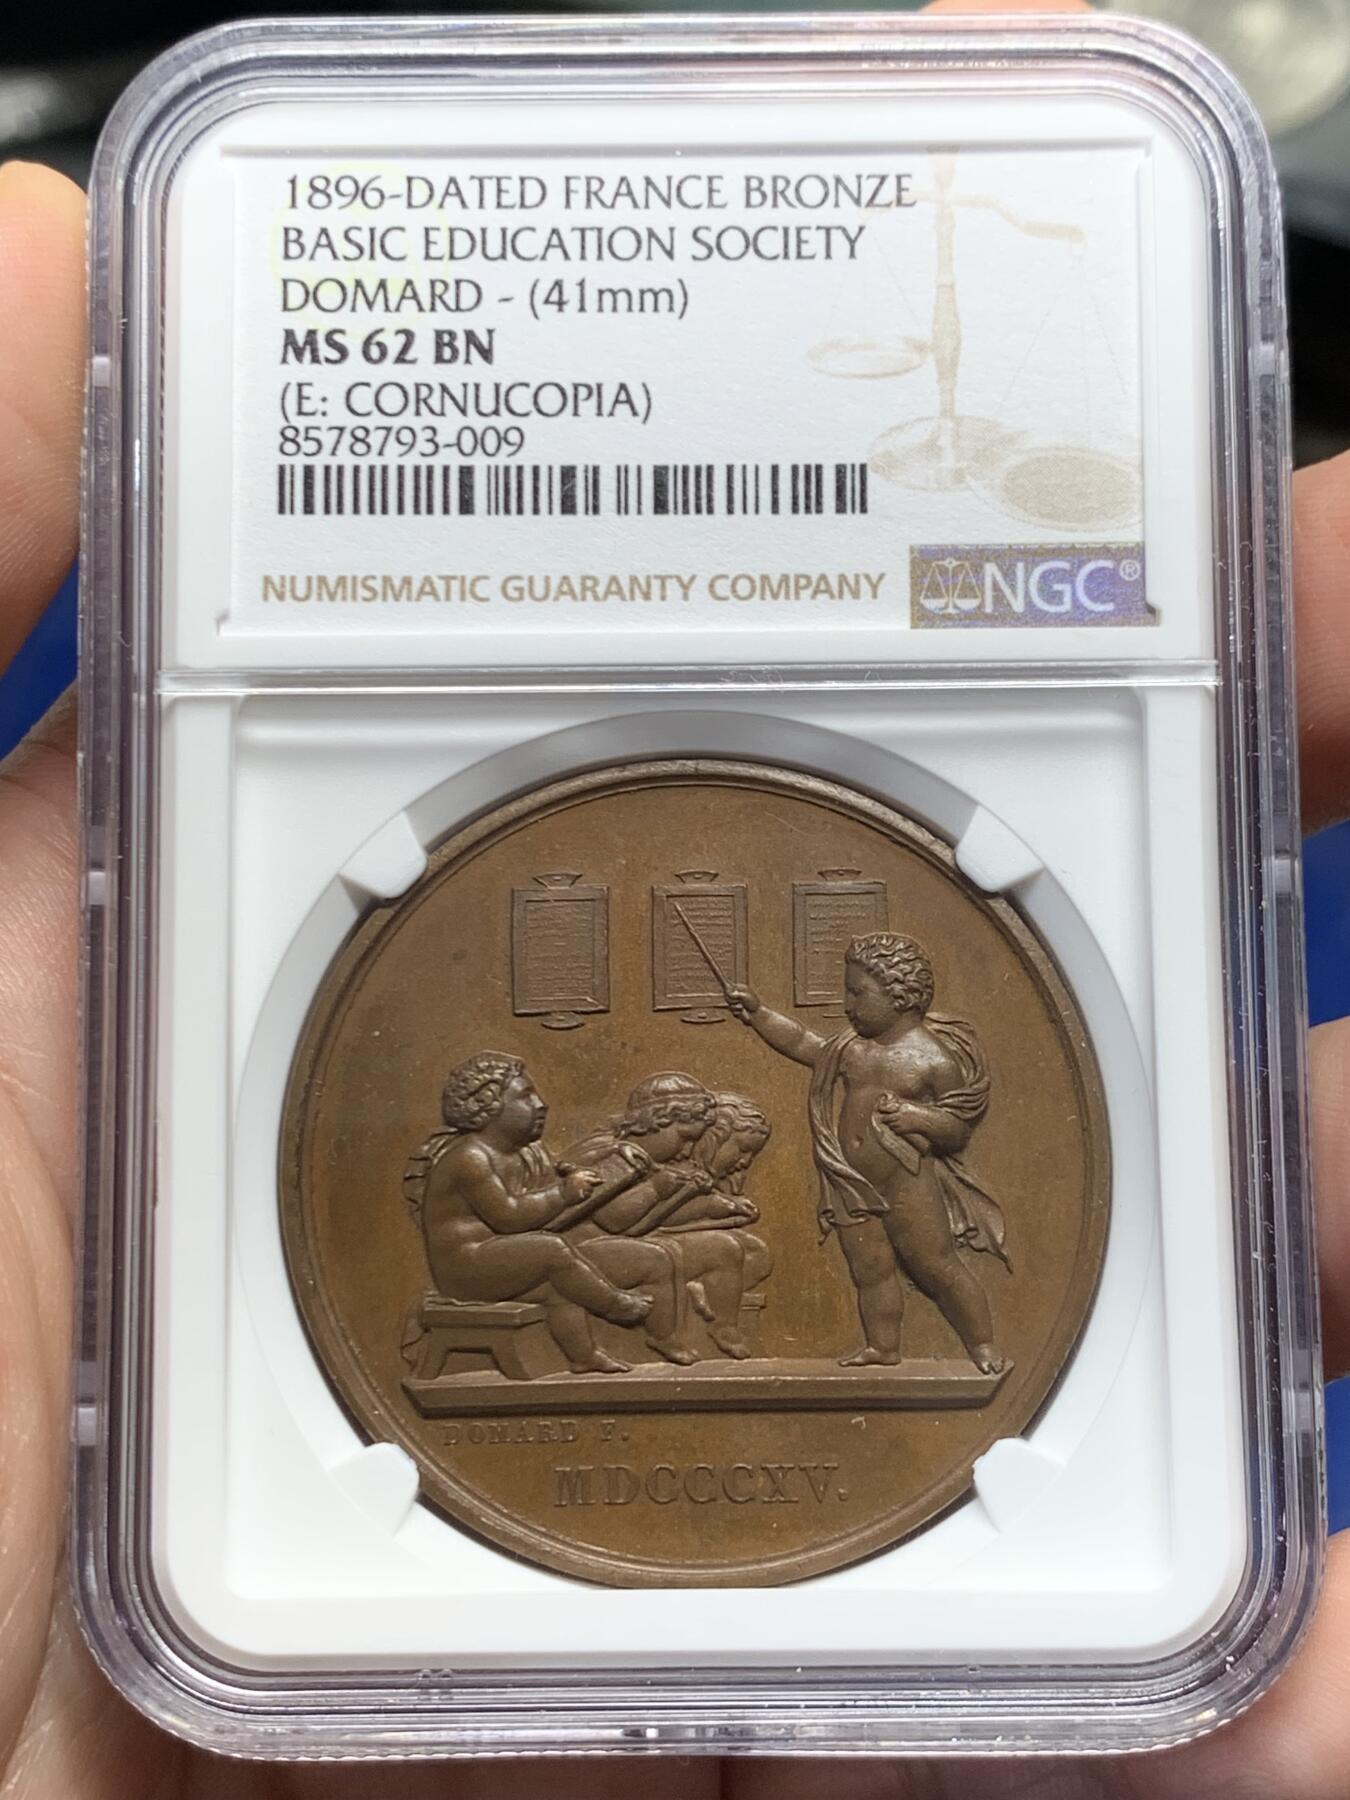 1896-DATED FRANCE BRONZE
BASIC EDUCATION SOCIETY
DOMARD - (41mm)
MS 62 BN
(E: CORNUCOPIA)
8578793-009
NUMISMATIC GUARANTY COMPANY
NGC®
DOMARD F.
MDCCCXV.